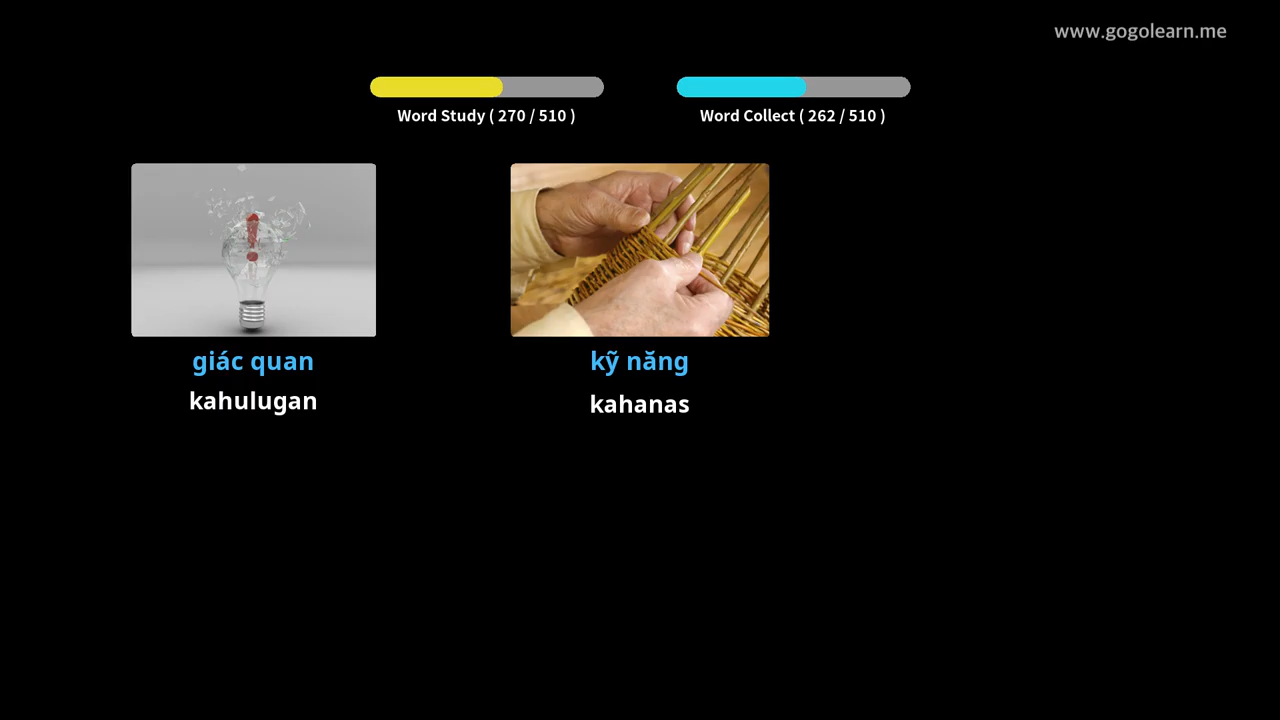 www.gogolearn.me
Word Study ( 270 / 510 )
Word Collect ( 262 / 510 )
giác quan
kahulugan
kỹ năng
kahanas